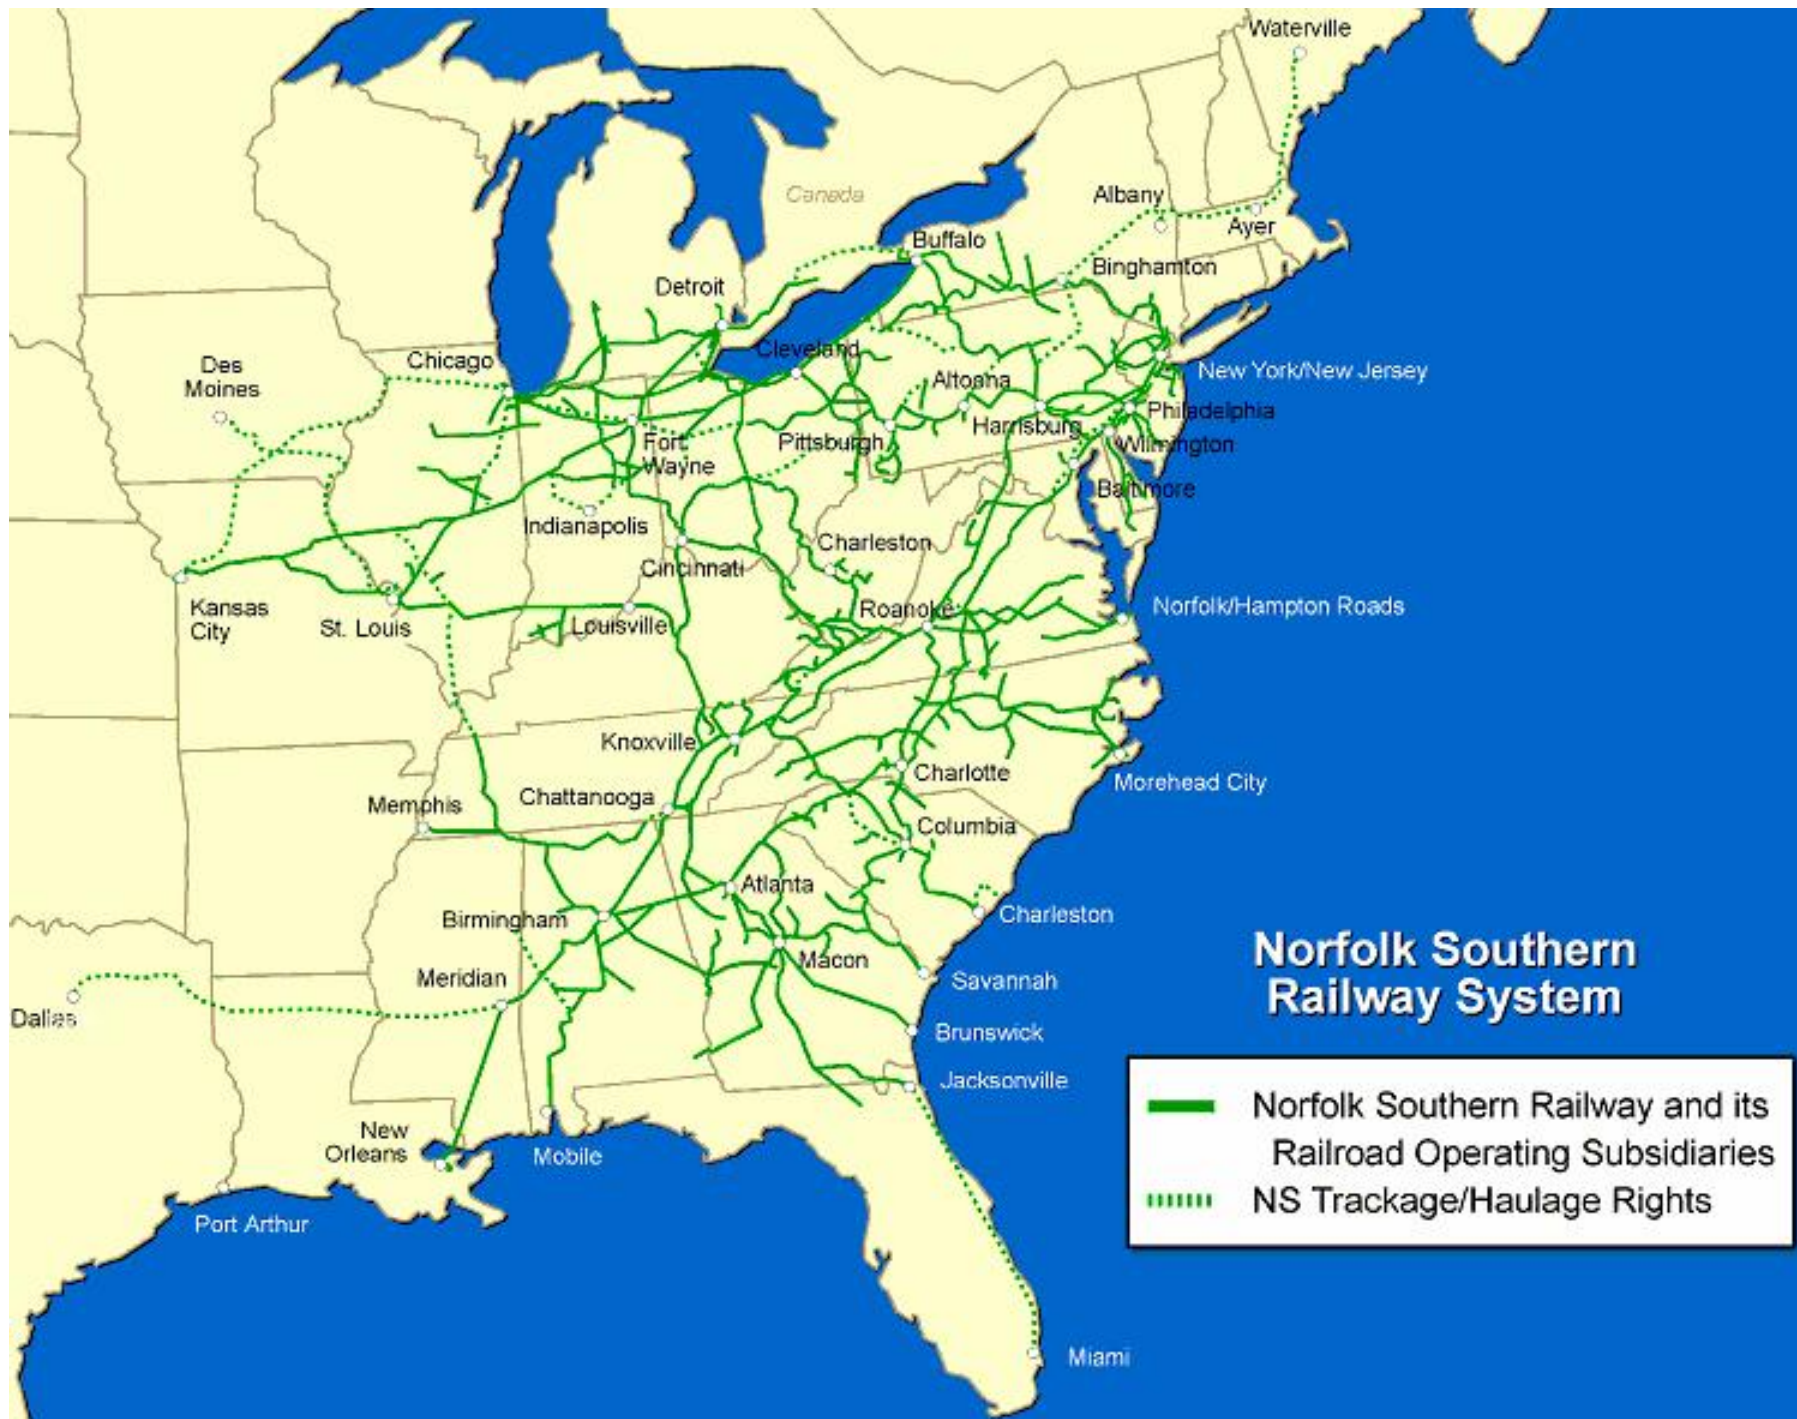 Waterville
Canada
Albany
Ayer
Buffalo
Binghamton
Detroit
Cleveland
Chicago
Des
Moines
New York/New Jersey
Altoona
Philadelphia
Harrisburg
Pittsburgh
Wilmington
Fort
Wayne
Baltimore
Indianapolis
Charleston
Cincinnati
Kansas
City
St. Louis
Louisville
Roanoke
Norfolk/Hampton Roads
Knoxville
Charlotte
Morehead City
Chattanooga
Memphis
Columbia
Atlanta
Birmingham
Charleston
Macon
Meridian
Savannah
Dallas
Brunswick
Jacksonville
New
Orleans
Mobile
Port Arthur
Miami
Norfolk Southern
Railway System
Norfolk Southern Railway and its
Railroad Operating Subsidiaries
NS Trackage/Haulage Rights